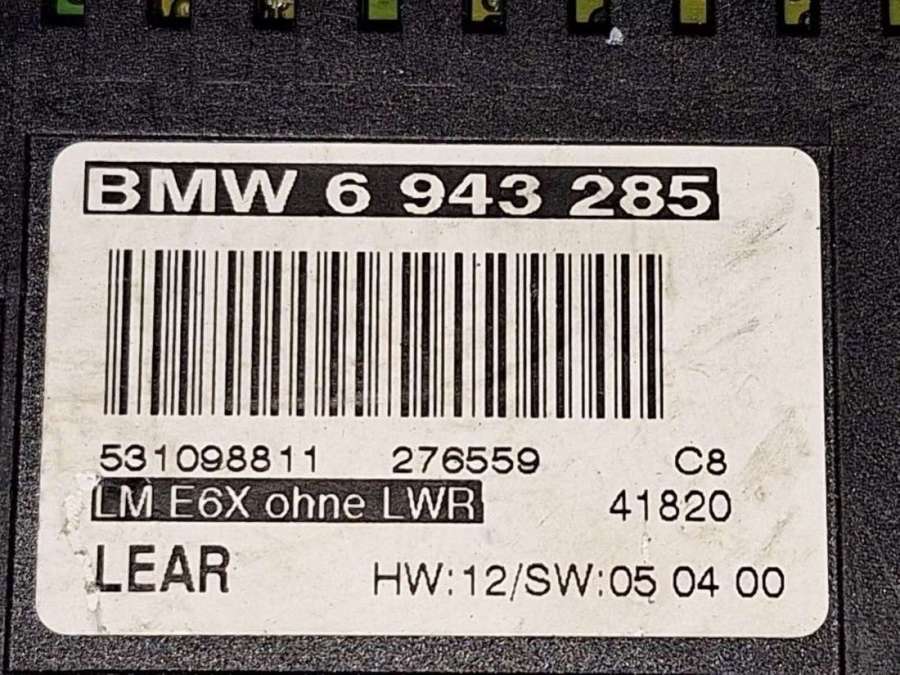 BMW 6 943 285
531098811 276559 C8
LM E6X ohne LWR 41820
LEAR HW:12/SW:05 04 00